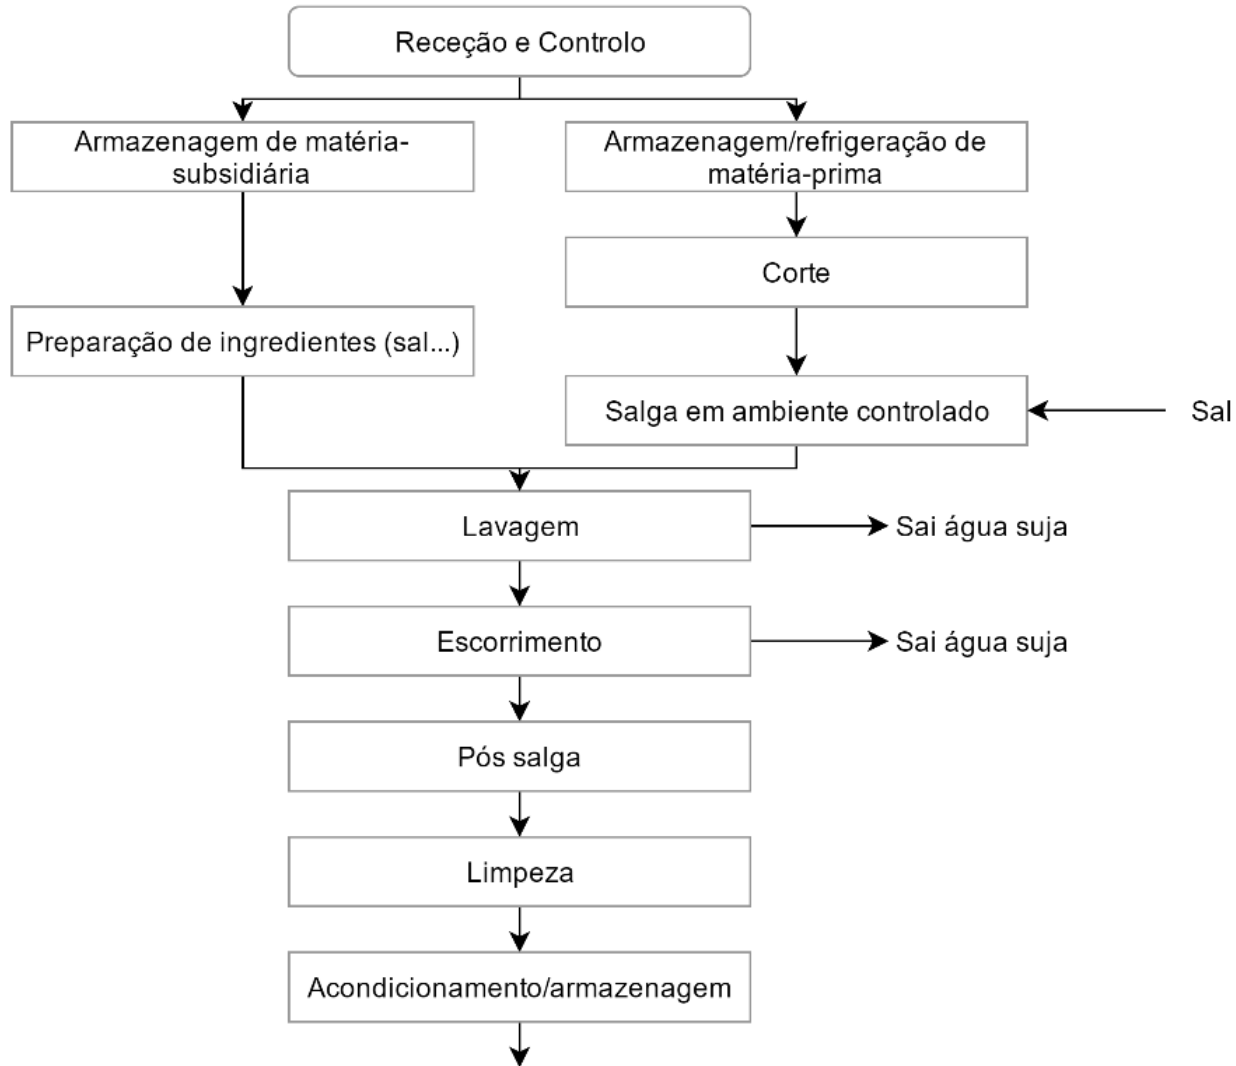 Receção e Controlo
Armazenagem de matéria-
subsidiária
Armazenagem/refrigeração de
matéria-prima
Corte
Preparação de ingredientes (sal...)
Salga em ambiente controlado
Sal
Lavagem
Sai água suja
Escorrimento
Sai água suja
Pós salga
Limpeza
Acondicionamento/armazenagem